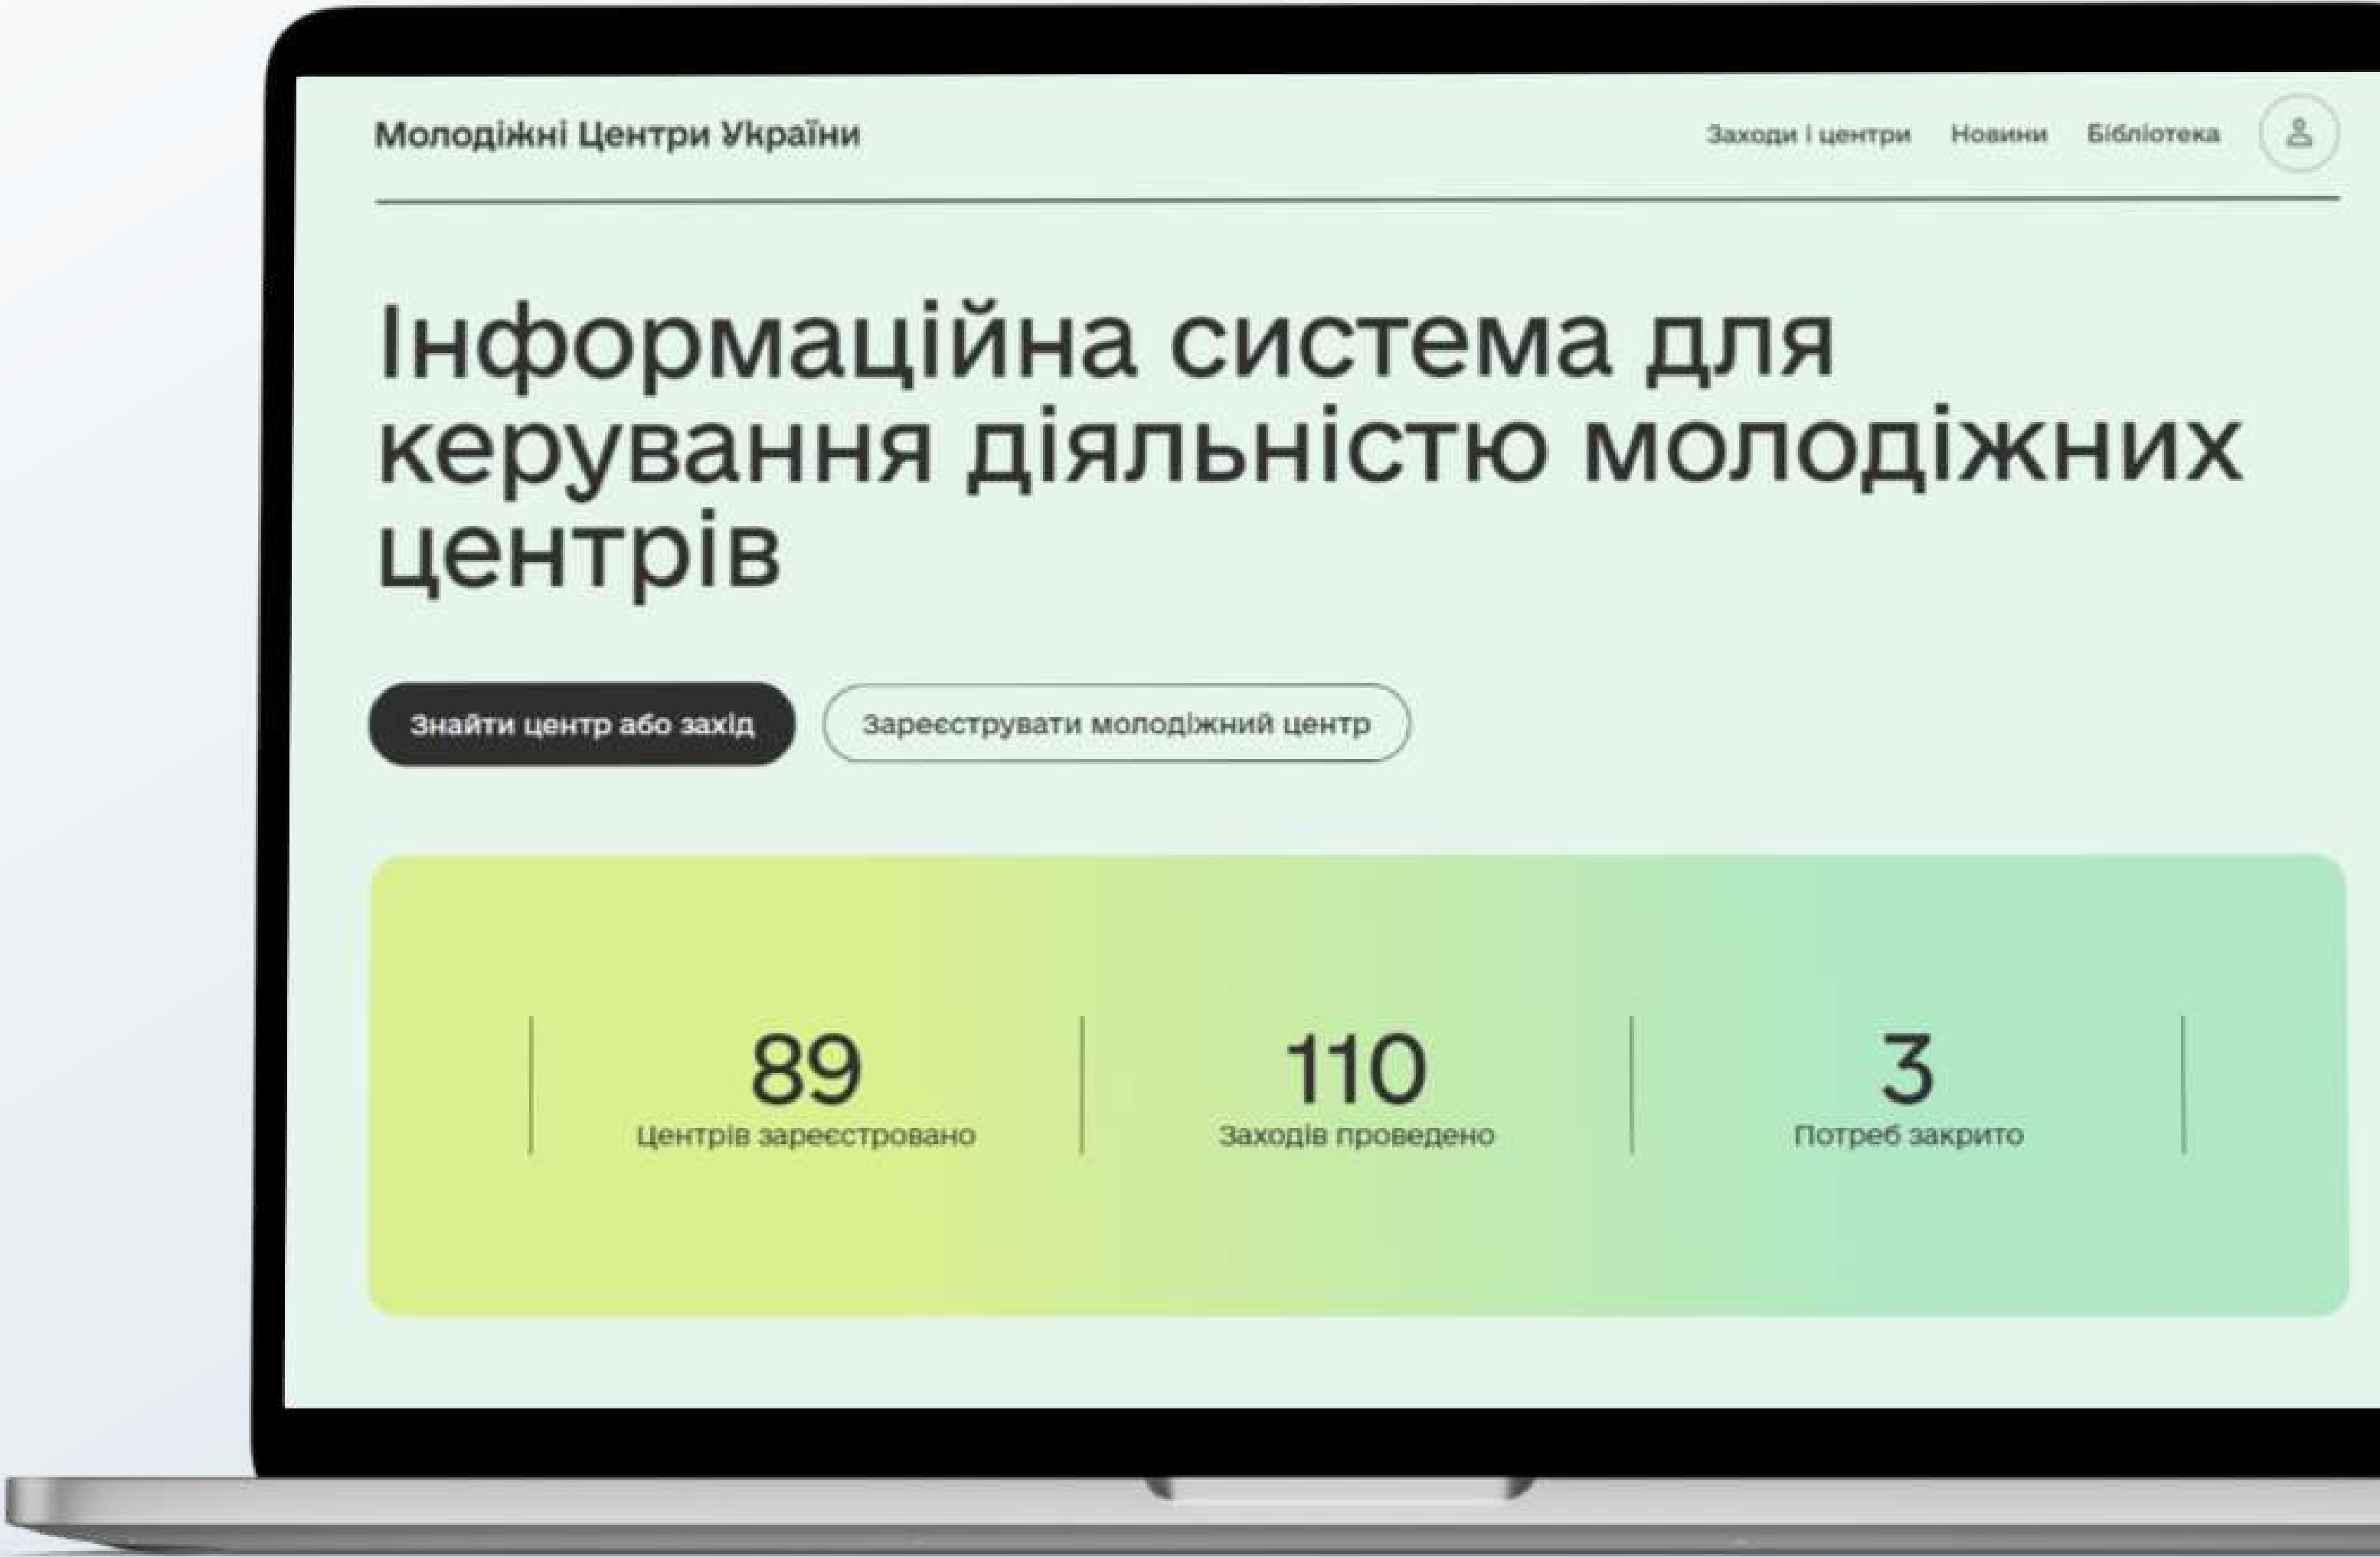 Молодіжні Центри України
Заходи і центри Новини Бібліотека
Інформаційна система для
керування діяльністю молодіжних
центрів
Знайти центр або захід Зареєструвати молодіжний центр
89 110 3
Центрів зареєстровано Заходів проведено Потреб закрито